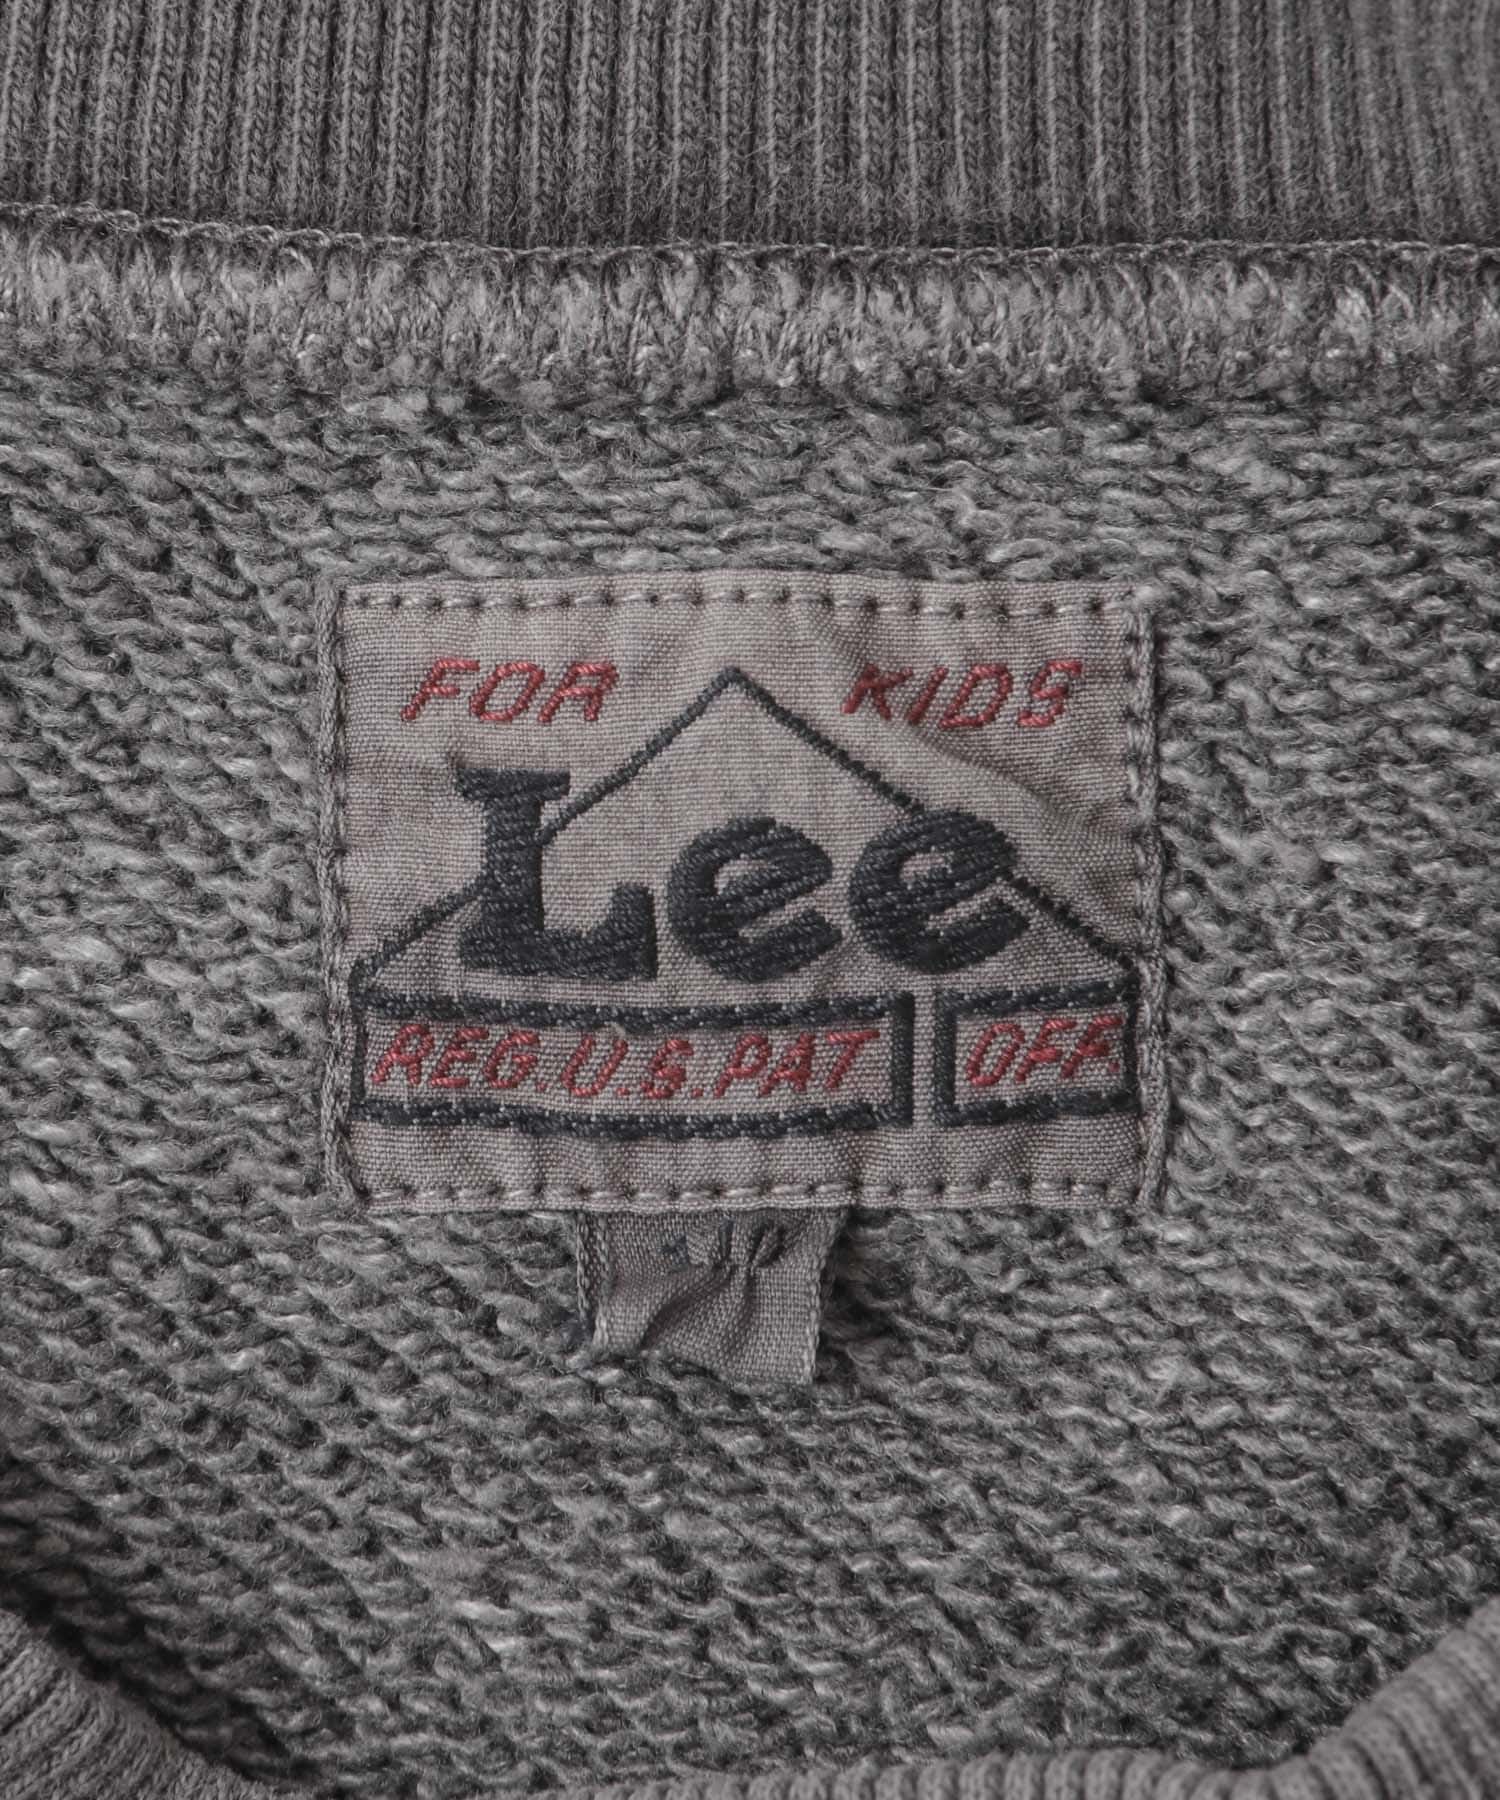 FOR KIDS
Lee
REG.U.S.PAT OFF.